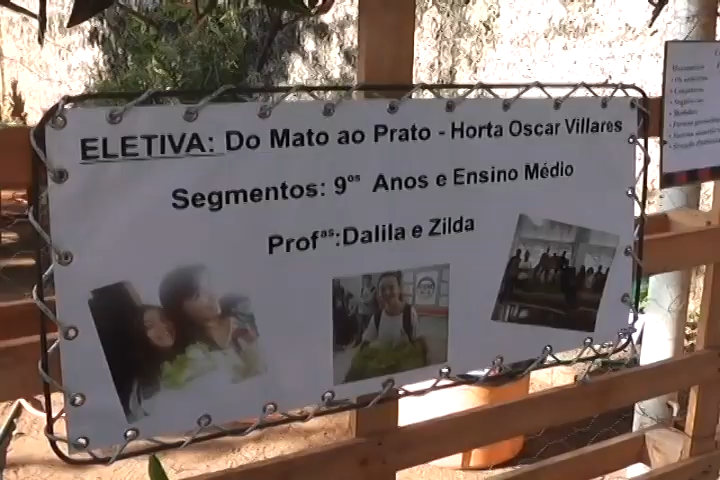 ELETIVA: Do Mato ao Prato - Horta Oscar Villares
Segmentos: 9ºs Anos e Ensino Médio
Profªs:Dalila e Zilda